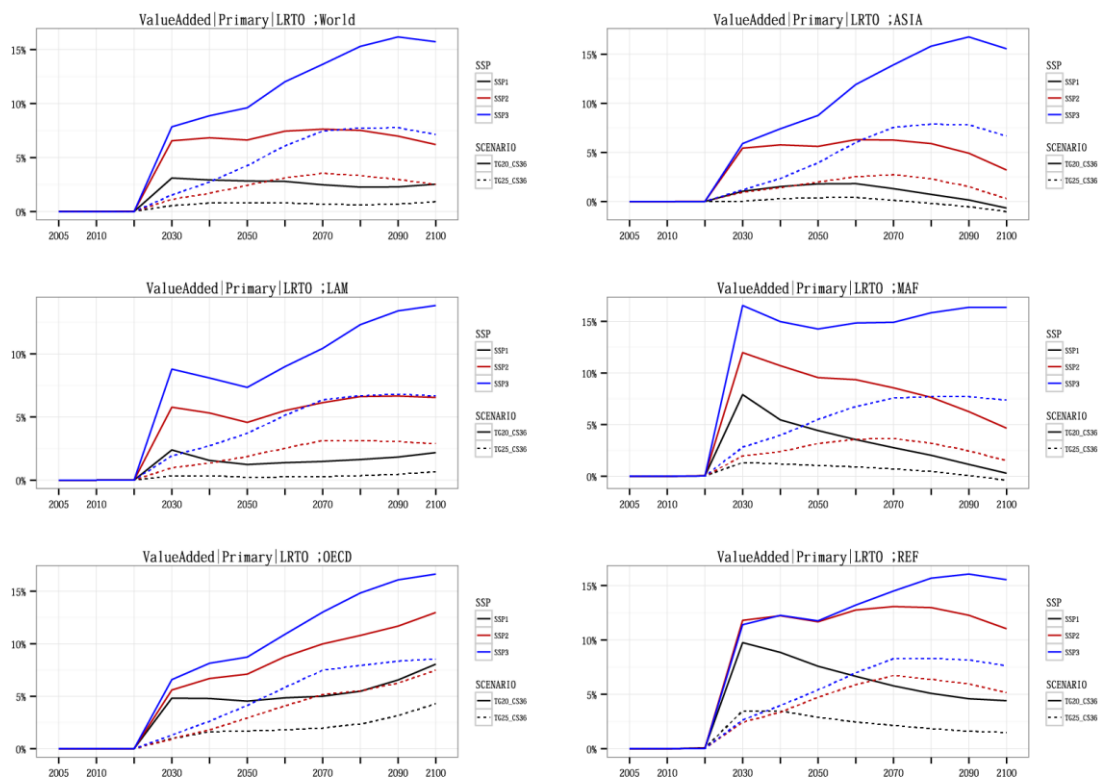 ValueAdded|Primary|LRTO ;World
15%
10%
5%
0%
2005 2010 2030 2050 2070 2090 2100
SSP
SSP1
SSP2
SSP3
SCENARIO
TG20_CS36
TG25_CS36
ValueAdded|Primary|LRTO ;ASIA
15%
10%
5%
0%
2005 2010 2030 2050 2070 2090 2100
SSP
SSP1
SSP2
SSP3
SCENARIO
TG20_CS36
TG25_CS36
ValueAdded|Primary|LRTO ;LAM
10%
5%
0%
2005 2010 2030 2050 2070 2090 2100
SSP
SSP1
SSP2
SSP3
SCENARIO
TG20_CS36
TG25_CS36
ValueAdded|Primary|LRTO ;MAF
15%
10%
5%
0%
2005 2010 2030 2050 2070 2090 2100
SSP
SSP1
SSP2
SSP3
SCENARIO
TG20_CS36
TG25_CS36
ValueAdded|Primary|LRTO ;OECD
15%
10%
5%
0%
2005 2010 2030 2050 2070 2090 2100
SSP
SSP1
SSP2
SSP3
SCENARIO
TG20_CS36
TG25_CS36
ValueAdded|Primary|LRTO ;REF
15%
10%
5%
0%
2005 2010 2030 2050 2070 2090 2100
SSP
SSP1
SSP2
SSP3
SCENARIO
TG20_CS36
TG25_CS36